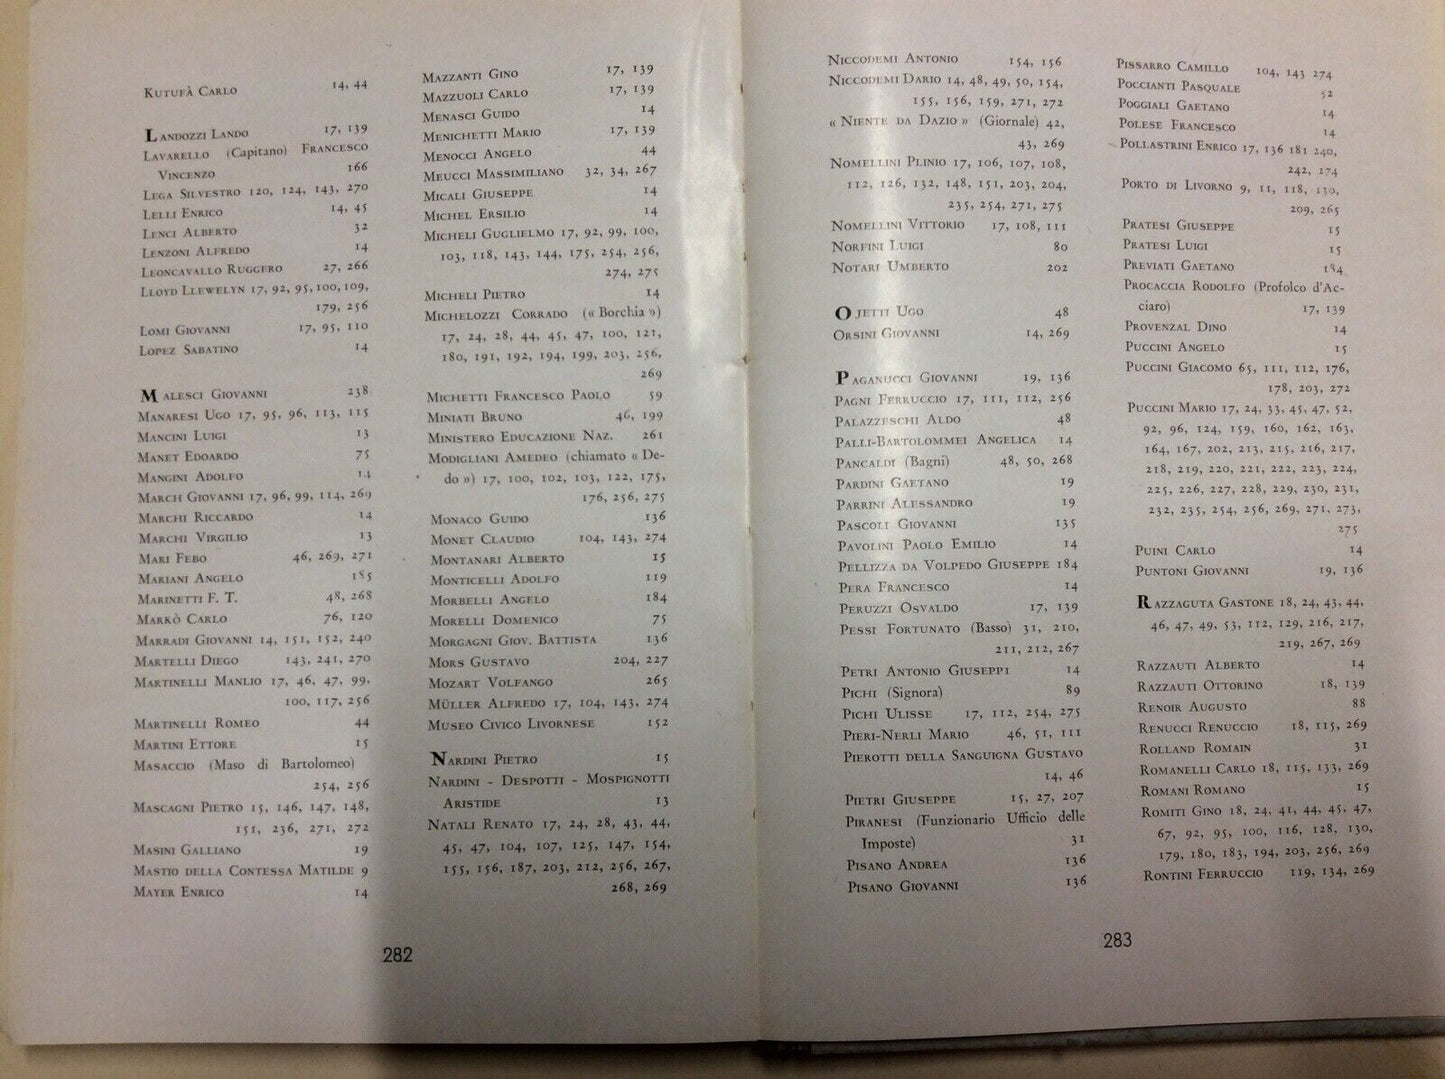 Kutufà Carlo 14, 44
Landozzi Lando 17, 139
Lavarello (Capitano) Francesco
Vincenzo 166
Lega Silvestro 120, 124, 143, 270
Lelli Enrico 14, 45
Lenci Alberto 32
Lenzoni Alfredo 14
Leoncavallo Ruggero 27, 266
Lloyd Llewelyn 17, 92, 95, 100, 109,
179, 256
Lomi Giovanni 17, 95, 110
Lopez Sabatino 14
Malesci Giovanni 238
Manaresi Ugo 17, 95, 96, 113, 115
Mancini Luigi 13
Manet Edoardo 75
Mangini Adolfo 14
March Giovanni 17, 96, 99, 114, 269
Marchi Riccardo 14
Marchi Virgilio 13
Mari Febo 46, 269, 271
Mariani Angelo 185
Marinetti F. T. 48, 268
Markò Carlo 76, 120
Marradi Giovanni 14, 151, 152, 240
Martelli Diego 143, 241, 270
Martinelli Manlio 17, 46, 47, 99,
100, 117, 256
Martinelli Romeo 44
Martini Ettore 15
Masaccio (Maso di Bartolomeo)
254, 256
Mascagni Pietro 15, 146, 147, 148,
151, 236, 271, 272
Masini Galliano 19
Mastio della Contessa Matilde 9
Mayer Enrico 14
Mazzanti Gino 17, 139
Mazzuoli Carlo 17, 139
Menasci Guido 14
Menichetti Mario 17, 139
Menocci Angelo 44
Meucci Massimiliano 32, 34, 267
Micali Giuseppe 14
Michel Ersilio 14
Micheli Guglielmo 17, 92, 99, 100,
103, 118, 143, 144, 175, 254, 256,
274, 275
Micheli Pietro 14
Michelozzi Corrado (« Borchia »)
17, 24, 28, 44, 45, 47, 100, 121,
180, 191, 192, 194, 199, 203, 256,
269
Michetti Francesco Paolo 59
Miniati Bruno 46, 199
Ministero Educazione Naz. 261
Modigliani Amedeo (chiamato « De-
do ») 17, 100, 102, 103, 122, 175,
176, 256, 275
Monaco Guido 136
Monet Claudio 104, 143, 274
Montanari Alberto 15
Monticelli Adolfo 119
Morbelli Angelo 184
Morelli Domenico 75
Morgagni Giov. Battista 136
Mors Gustavo 204, 227
Mozart Volfango 265
Müller Alfredo 17, 104, 143, 274
Museo Civico Livornese 152
Nardini Pietro 15
Nardini - Despotti - Mospignotti
Aristide 13
Natali Renato 17, 24, 28, 43, 44,
45, 47, 104, 107, 125, 147, 154,
155, 156, 187, 203, 212, 256, 267,
268, 269
282
Niccodemi Antonio 154, 156
Niccodemi Dario 14, 48, 49, 50, 154,
155, 156, 159, 271, 272
« Niente da Dazio » (Giornale) 42,
43, 269
Nomellini Plinio 17, 106, 107, 108,
112, 126, 132, 148, 151, 203, 204,
235, 254, 271, 275
Nomellini Vittorio 17, 108, 111
Norfini Luigi 80
Notari Umberto 202
Ojetti Ugo 48
Orsini Giovanni 14, 269
Paganucci Giovanni 19, 136
Pagni Ferruccio 17, 111, 112, 256
Palazzeschi Aldo 48
Palli-Bartolommei Angelica 14
Pancaldi (Bagni) 48, 50, 268
Pardini Gaetano 19
Parrini Alessandro 19
Pascoli Giovanni 135
Pavolini Paolo Emilio 14
Pellizza da Volpedo Giuseppe 184
Pera Francesco 14
Peruzzi Osvaldo 17, 139
Pessi Fortunato (Basso) 31, 210,
211, 212, 267
Petri Antonio Giuseppi 14
Pichi (Signora) 89
Pichi Ulisse 17, 112, 254, 275
Pieri-Nerli Mario 46, 51, 111
Pierotti della Sanguigna Gustavo
14, 46
Pietri Giuseppe 15, 27, 207
Piranesi (Funzionario Ufficio delle
Imposte) 31
Pisano Andrea 136
Pisano Giovanni 136
Pissarro Camillo 104, 143 274
Poccianti Pasquale 52
Poggiali Gaetano 14
Polese Francesco 14
Pollastrini Enrico 17, 136 181 240,
242, 274
Porto di Livorno 9, 11, 118, 130,
209, 265
Pratesi Giuseppe 15
Pratesi Luigi 15
Previati Gaetano 184
Procaccia Rodolfo (Profolco d'Ac-
ciaro) 17, 139
Provenzal Dino 14
Puccini Angelo 15
Puccini Giacomo 65, 111, 112, 176,
178, 203, 272
Puccini Mario 17, 24, 33, 45, 47, 52,
92, 96, 124, 159, 160, 162, 163,
164, 167, 202, 213, 215, 216, 217,
218, 219, 220, 221, 222, 223, 224,
225, 226, 227, 228, 229, 230, 231,
232, 235, 254, 256, 269, 271, 273,
275
Puini Carlo 14
Puntoni Giovanni 19, 136
Razzaguta Gastone 18, 24, 43, 44,
46, 47, 49, 53, 112, 129, 216, 217,
219, 267, 269
Razzauti Alberto 14
Razzauti Ottorino 18, 139
Renoir Augusto 88
Renucci Renuccio 18, 115, 269
Rolland Romain 31
Romanelli Carlo 18, 115, 133, 269
Romani Romano 15
Romiti Gino 18, 24, 41, 44, 45, 47,
67, 92, 95, 100, 116, 128, 130,
179, 180, 183, 194, 203, 256, 269
Rontini Ferruccio 119, 134, 269
283